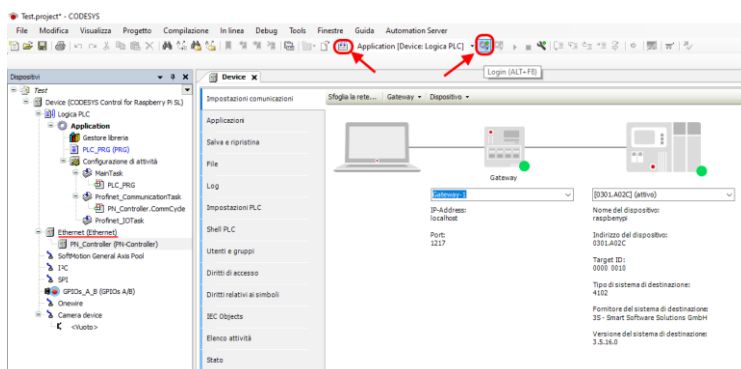 Test.project* - CODESYS
File Modifica Visualizza Progetto Compilazione In linea Debug Tools Finestre Guida Automation Server
Application [Device: Logica PLC]
Login (ALT+F8)
Dispositivi
Device
Test
Device (CODESYS Control for Raspberry Pi SL)
Logica PLC
Application
Gestore libreria
PLC_PRG (PRG)
Configurazione di attività
MainTask
PLC_PRG
Profinet_CommunicationTask
PN_Controller.CommCycle
Profinet_IOTask
Ethernet (Ethernet)
PN_Controller (PN-Controller)
SoftMotion General Axis Pool
I²C
SPI
GPIOs_A_B (GPIOs A/B)
Onewire
Camera device
<Vuoto>
Impostazioni comunicazioni
Applicazioni
Salva e ripristina
File
Log
Impostazioni PLC
Shell PLC
Utenti e gruppi
Diritti di accesso
Diritti relativi ai simboli
IEC Objects
Elenco attività
Stato
Sfoglia la rete... Gateway Dispositivo
Gateway
Gateway-1
IP-Address:
localhost
Port:
1217
[0301.A02C] (attivo)
Nome del dispositivo:
raspberrypi
Indirizzo del dispositivo:
0301.A02C
Target ID:
0000 0010
Tipo di sistema di destinazione:
4102
Fornitore del sistema di destinazione:
3S - Smart Software Solutions GmbH
Versione del sistema di destinazione:
3.5.16.0